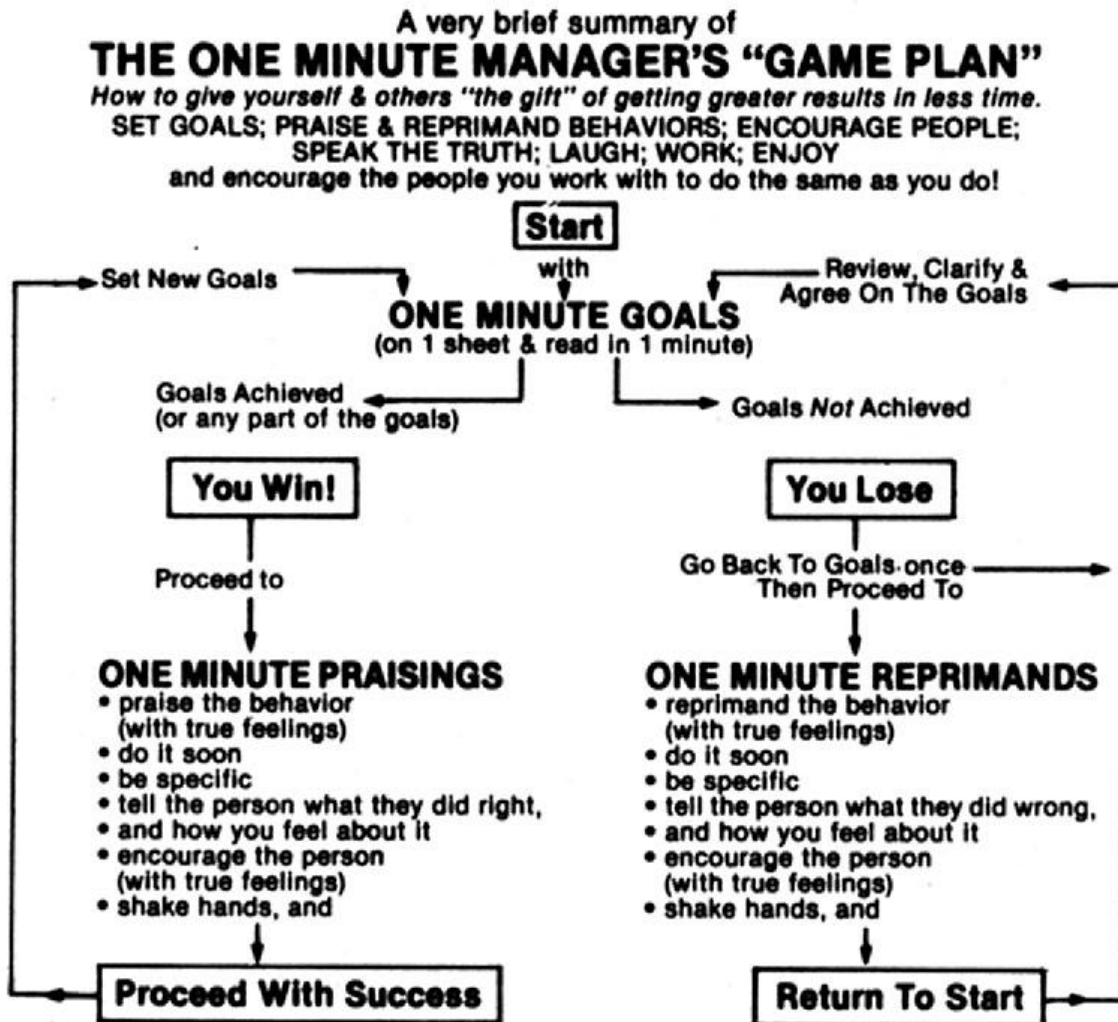 A very brief summary of
THE ONE MINUTE MANAGER'S “GAME PLAN”
How to give yourself & others “the gift” of getting greater results in less time.
SET GOALS; PRAISE & REPRIMAND BEHAVIORS; ENCOURAGE PEOPLE;
SPEAK THE TRUTH; LAUGH; WORK; ENJOY
and encourage the people you work with to do the same as you do!
Start
with
Set New Goals
Review, Clarify &
Agree On The Goals
ONE MINUTE GOALS
(on 1 sheet & read in 1 minute)
Goals Achieved
(or any part of the goals)
Goals Not Achieved
You Win!
Proceed to
ONE MINUTE PRAISINGS
• praise the behavior
(with true feelings)
• do it soon
• be specific
• tell the person what they did right,
• and how you feel about it
• encourage the person
(with true feelings)
• shake hands, and
Proceed With Success
You Lose
Go Back To Goals once
Then Proceed To
ONE MINUTE REPRIMANDS
• reprimand the behavior
(with true feelings)
• do it soon
• be specific
• tell the person what they did wrong,
• and how you feel about it
• encourage the person
(with true feelings)
• shake hands, and
Return To Start